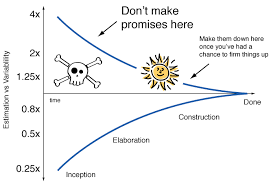 Don't make
promises here
Make them down here
once you've had a
chance to firm things up
Estimation vs Variability
4x
2x
1.25x
0.8x
0.5x
0.25x
time
Done
Construction
Elaboration
Inception